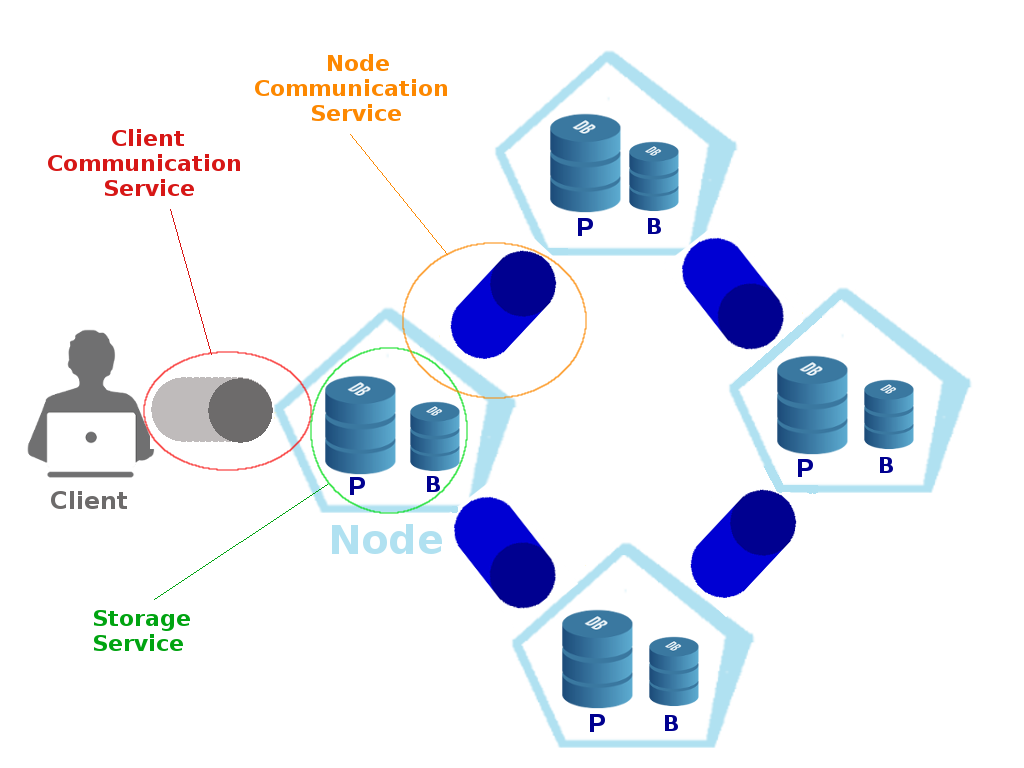 Node
Communication
Service
Client
Communication
Service
DB
DB
P
B
DB
DB
P
B
DB
DB
P
B
Client
Node
Storage
Service
DB
DB
P
B